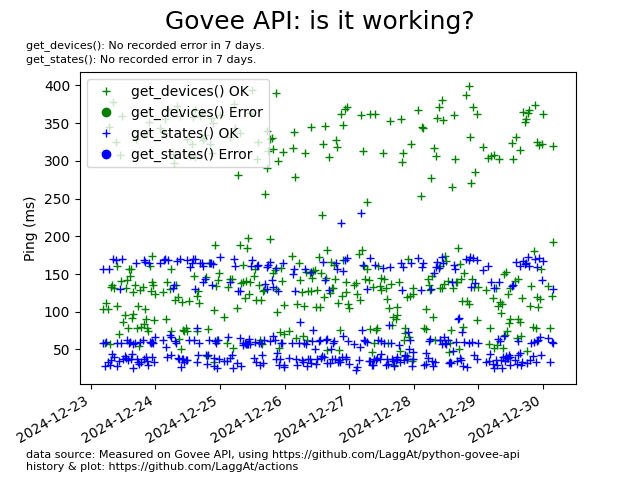 Govee API: is it working?
get_devices(): No recorded error in 7 days.
get_states(): No recorded error in 7 days.
get_devices() OK
get_devices() Error
get_states() OK
get_states() Error
Ping (ms)
400
350
300
250
200
150
100
50
2024-12-23
2024-12-24
2024-12-25
2024-12-26
2024-12-27
2024-12-28
2024-12-29
2024-12-30
data source: Measured on Govee API, using https://github.com/LaggAt/python-govee-api
history & plot: https://github.com/LaggAt/actions